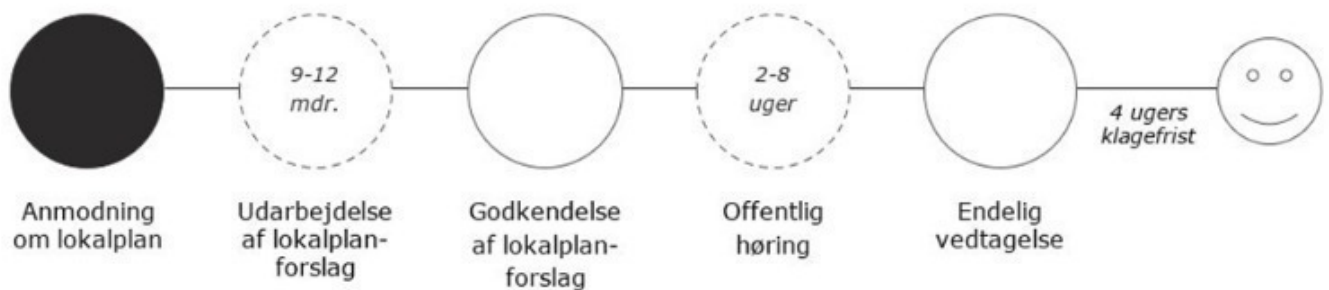 9-12
mdr.
2-8
uger
4 ugers
klagefrist
Anmodning
om lokalplan
Udarbejdelse
af lokalplan-
forslag
Godkendelse
af lokalplan-
forslag
Offentlig
høring
Endelig
vedtagelse